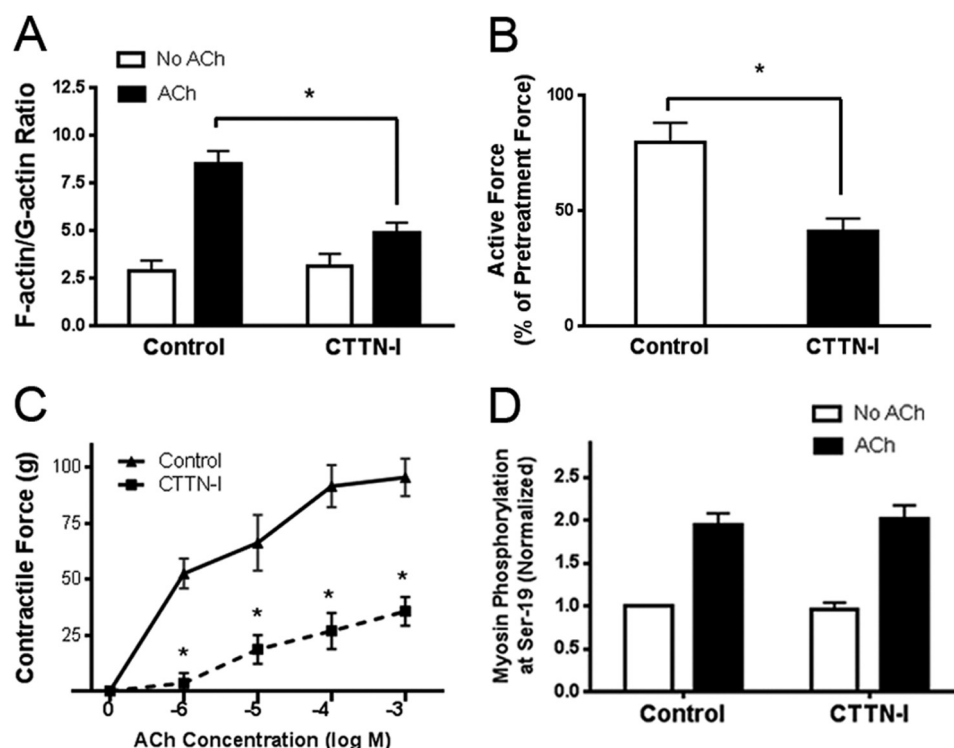 A
No ACh
ACh
F-actin/G-actin Ratio
12.5
10.0
7.5
5.0
2.5
0.0
*
Control
CTTN-I
B
Active Force
(% of Pretreatment Force)
100
50
0
*
Control
CTTN-I
C
Contractile Force (g)
100
75
50
25
Control
CTTN-I
*
*
*
*
0
-6
-5
-4
-3
ACh Concentration (log M)
D
No ACh
ACh
Myosin Phosphorylation
at Ser-19 (Normalized)
2.5
2.0
1.5
1.0
0.5
0.0
Control
CTTN-I